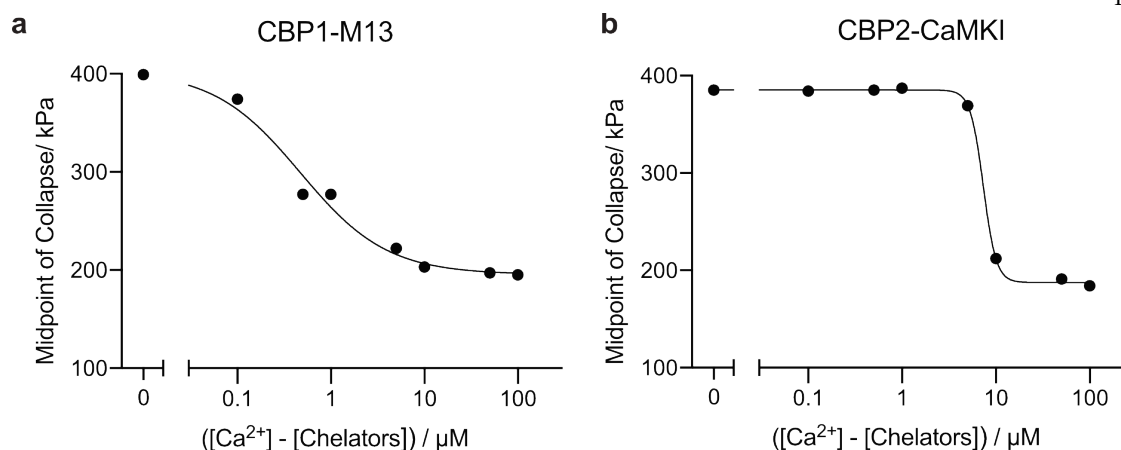 a
CBP1-M13
Midpoint of Collapse/ kPa
400
300
200
100
0
0.1
1
10
100
([Ca²⁺] - [Chelators]) / µM
b
CBP2-CaMKI
Midpoint of Collapse/ kPa
400
300
200
100
0
0.1
1
10
100
([Ca²⁺] - [Chelators]) / µM